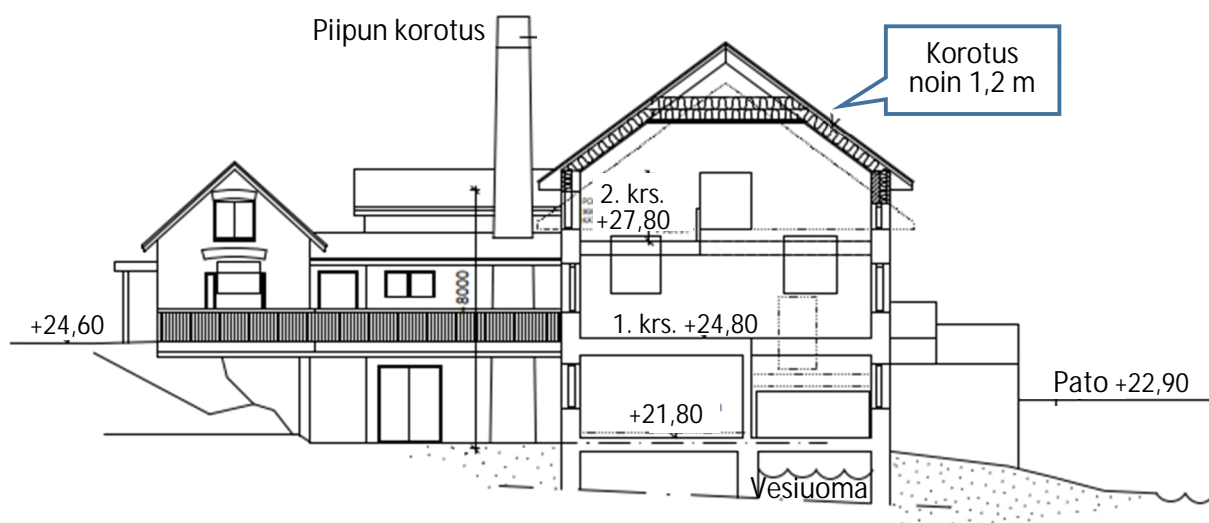 Piipun korotus
Korotus
noin 1,2 m
2. krs.
+27,80
8000
+24,60
1. krs. +24,80
Pato +22,90
+21,80
Vesiuoma